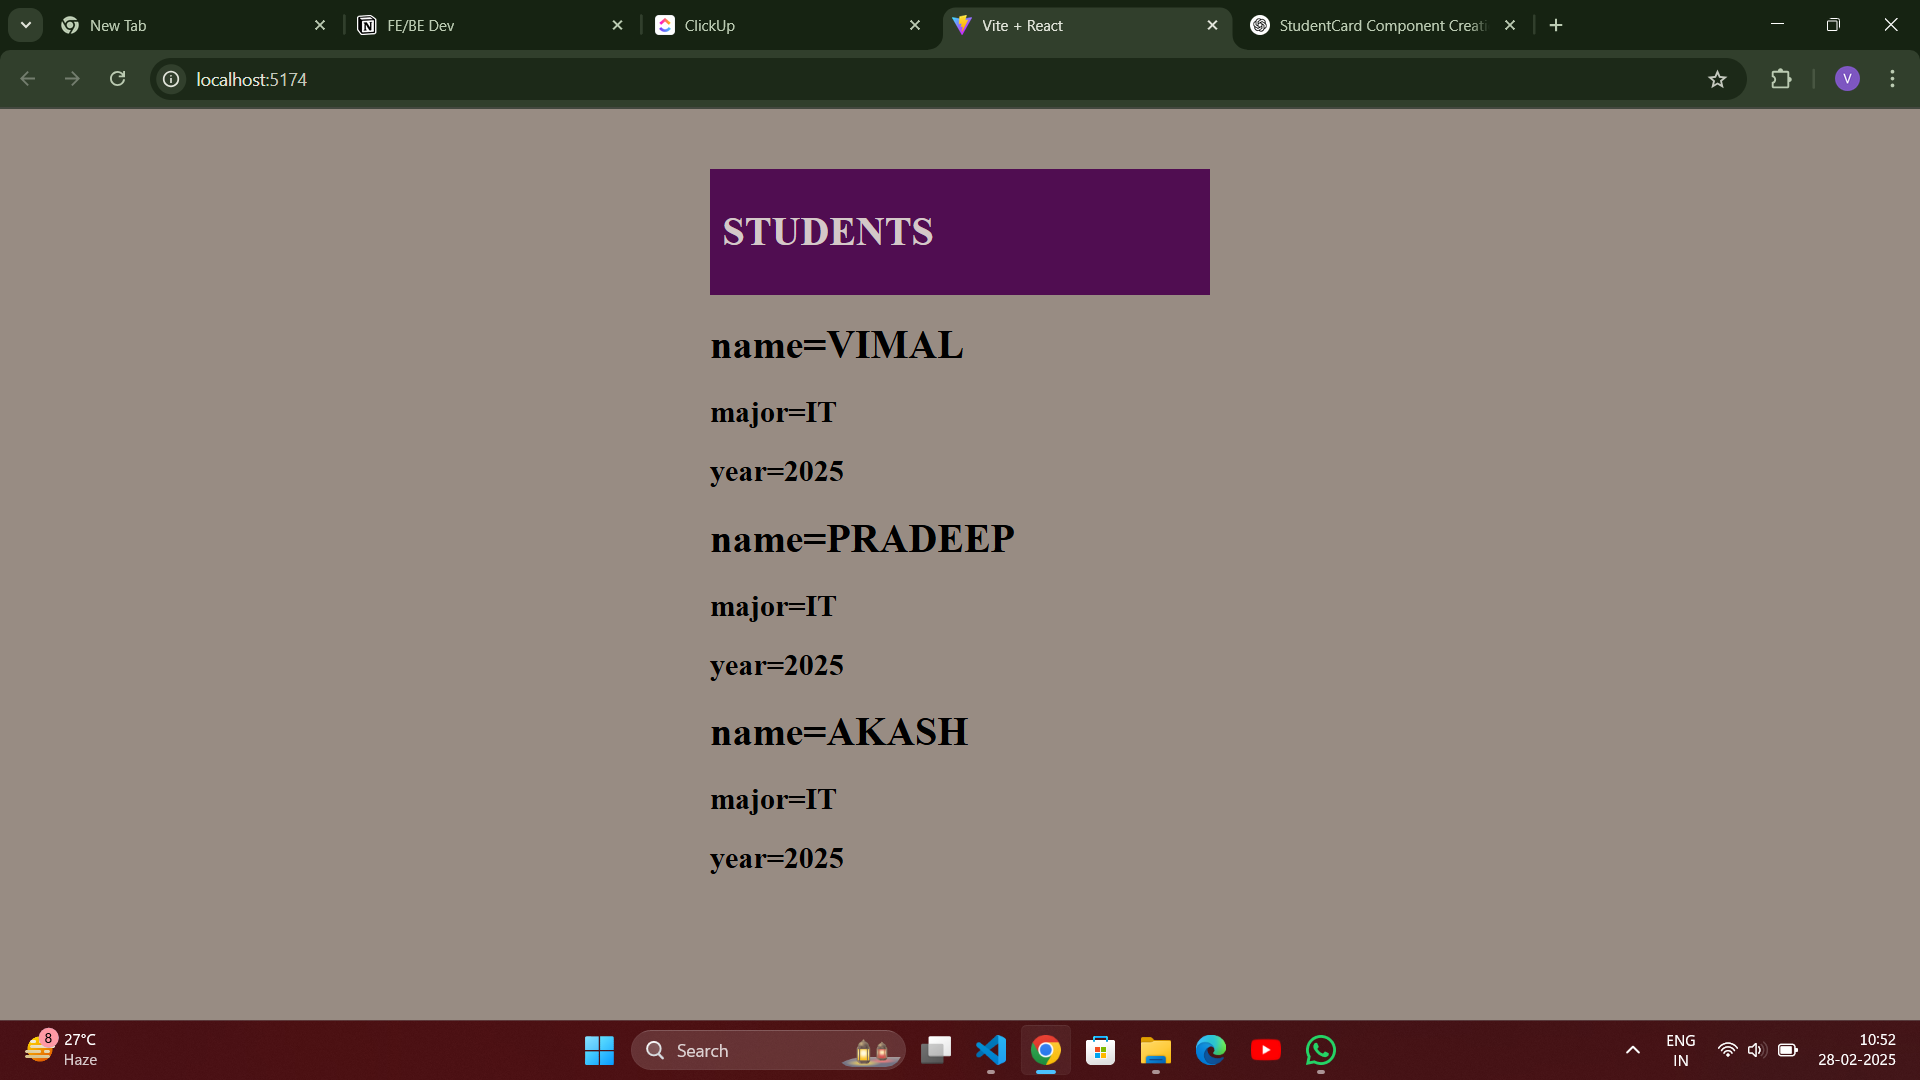 New Tab
FE/BE Dev
ClickUp
Vite + React
StudentCard Component Creati
localhost:5174
V
STUDENTS
name=VIMAL
major=IT
year=2025
name=PRADEEP
major=IT
year=2025
name=AKASH
major=IT
year=2025
8
27°C
Haze
Search
ENG
IN
10:52
28-02-2025